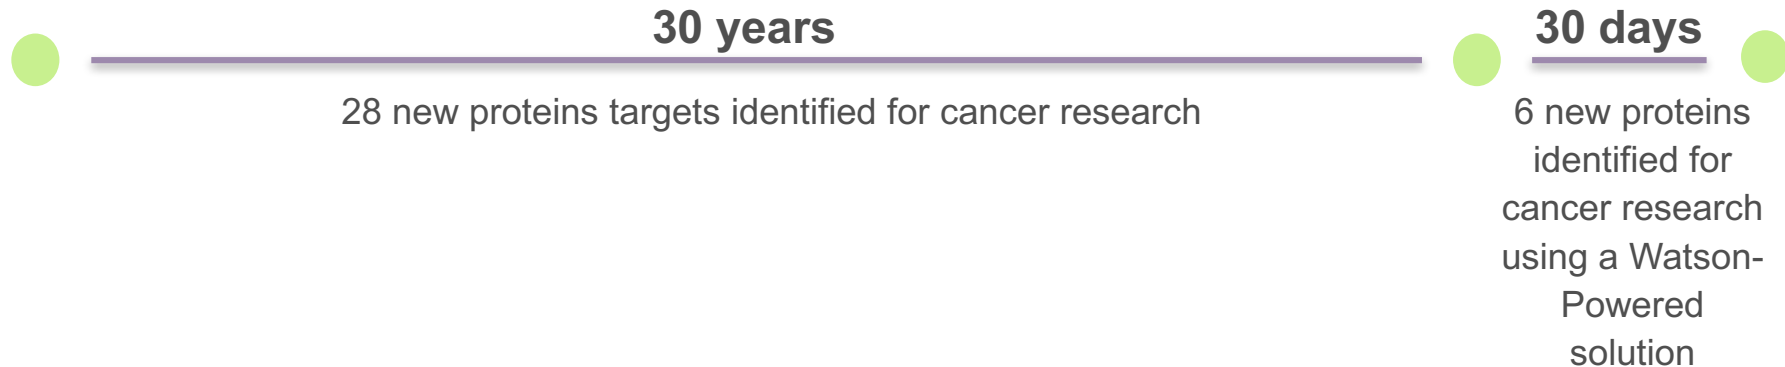 30 years
28 new proteins targets identified for cancer research
30 days
6 new proteins
identified for
cancer research
using a Watson-
Powered
solution